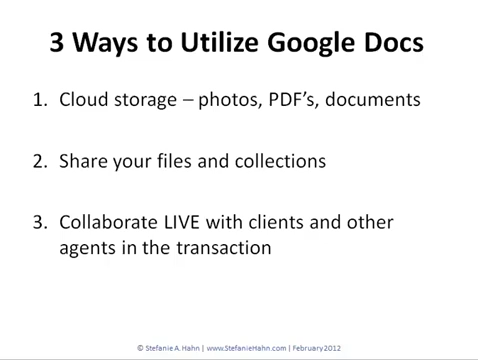 3 Ways to Utilize Google Docs
1. Cloud storage – photos, PDF's, documents
2. Share your files and collections
3. Collaborate LIVE with clients and other
agents in the transaction
© Stefanie A. Hahn | www.StefanieHahn.com | February 2012